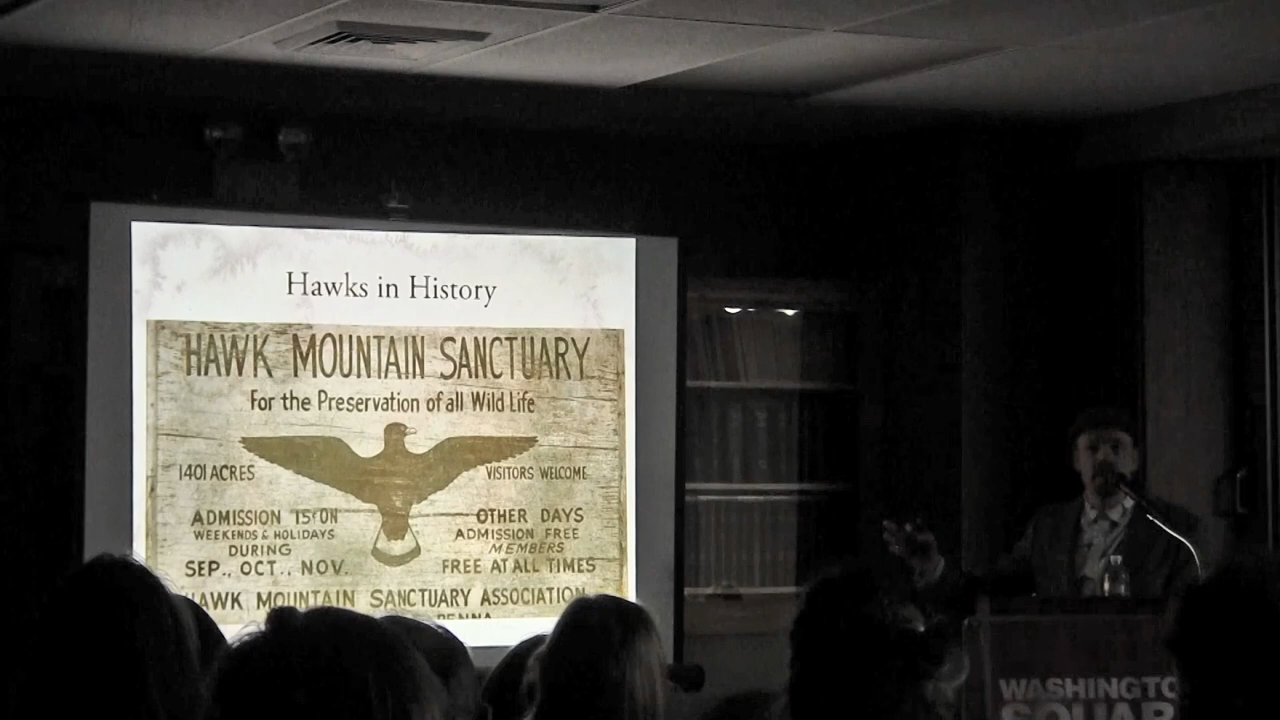 Hawks in History
HAWK MOUNTAIN SANCTUARY
For the Preservation of all Wild Life
1401 ACRES
VISITORS WELCOME
ADMISSION 15¢ ON
WEEKENDS & HOLIDAYS
DURING
SEP., OCT., NOV.
OTHER DAYS
ADMISSION FREE
MEMBERS
FREE AT ALL TIMES
HAWK MOUNTAIN SANCTUARY ASSOCIATION
PENNA
WASHINGTO
SQUAR